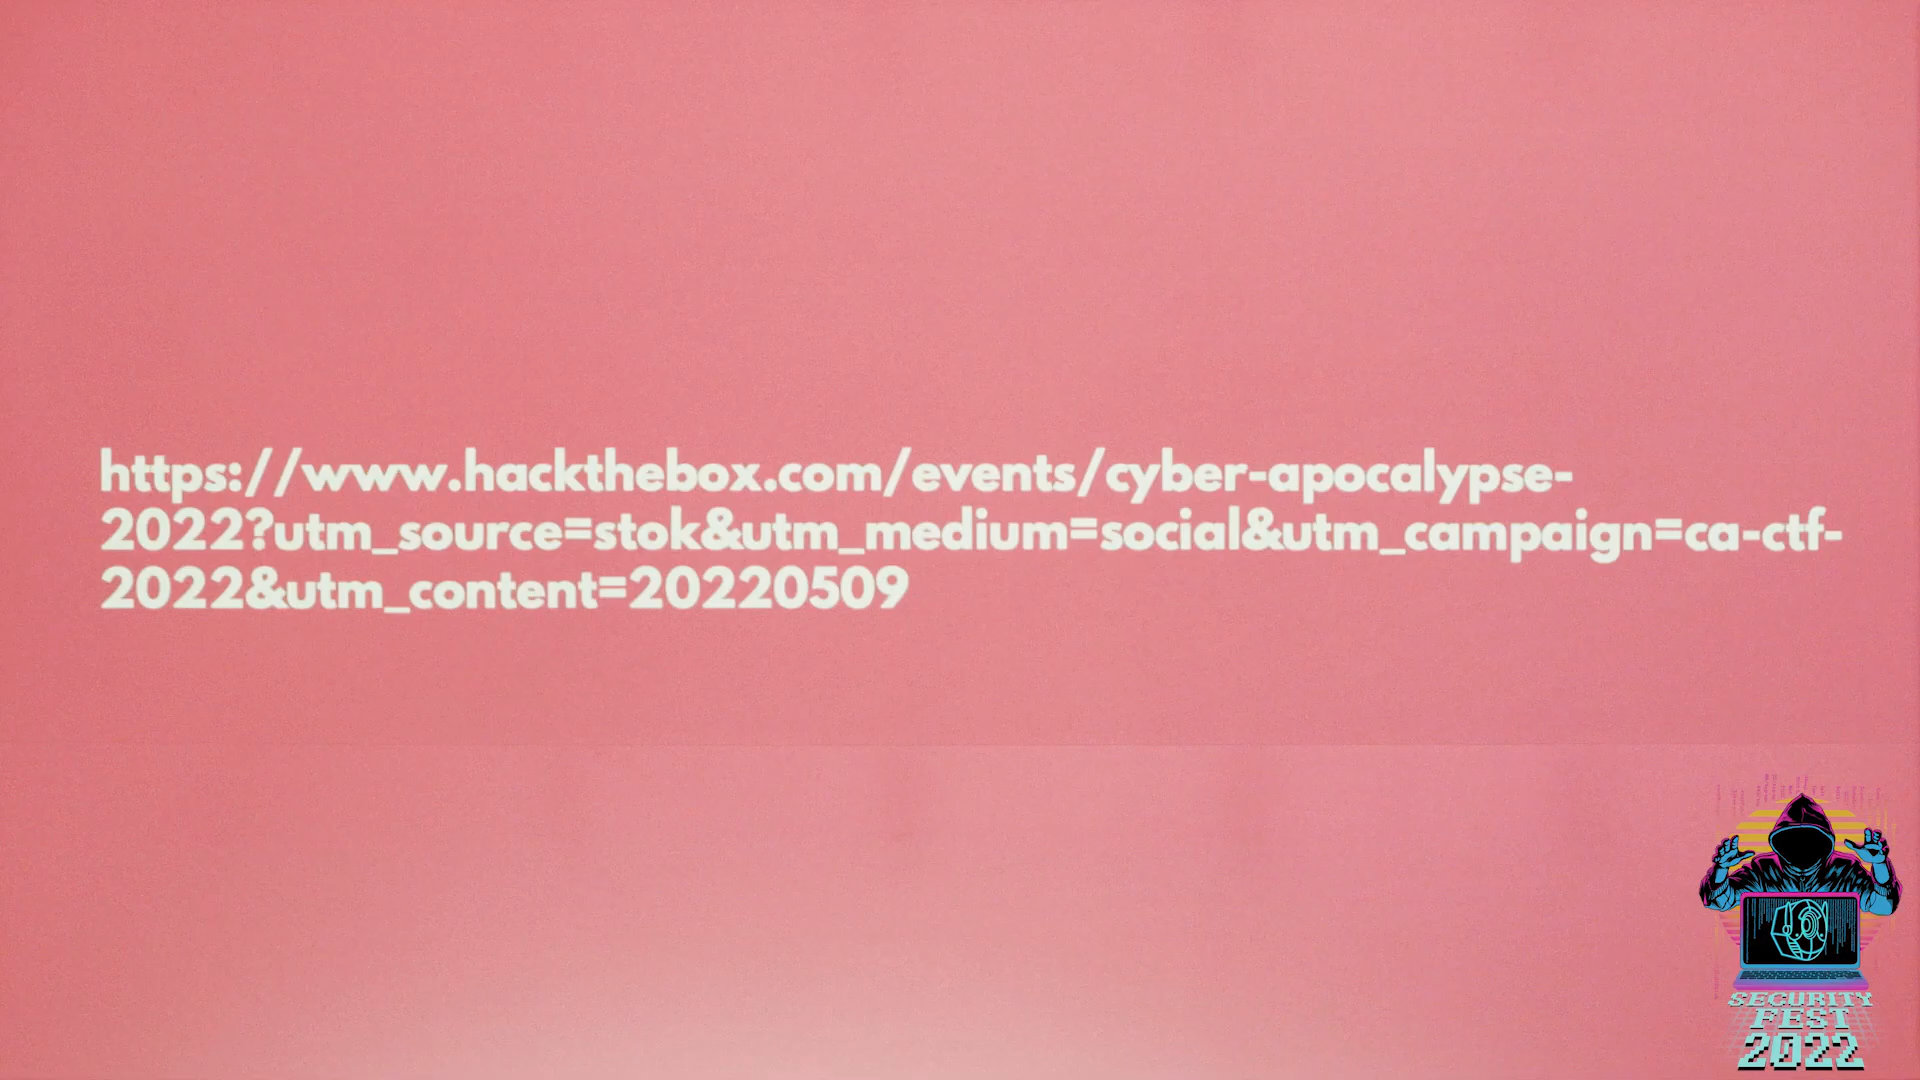 https://www.hackthebox.com/events/cyber-apocalypse-
2022?utm_source=stok&utm_medium=social&utm_campaign=ca-ctf-
2022&utm_content=20220509
SECURITY
FEST
2022